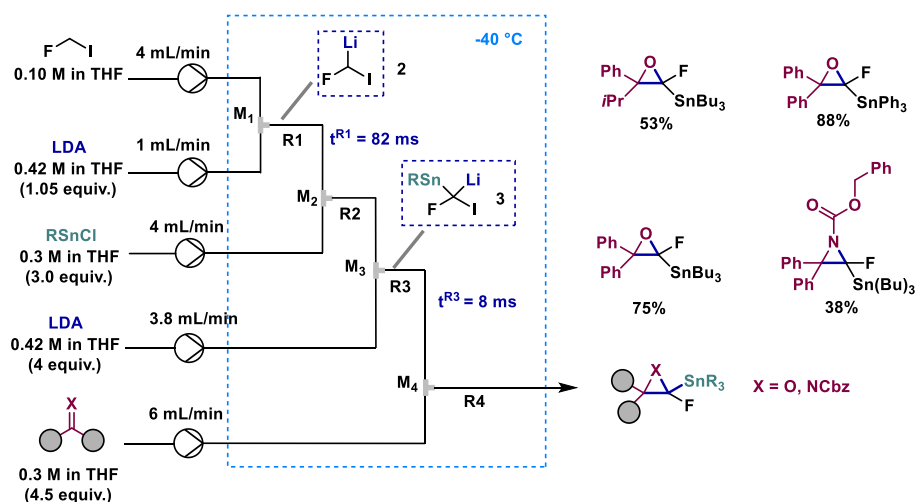 F I
0.10 M in THF
4 mL/min
LDA
0.42 M in THF
(1.05 equiv.)
1 mL/min
RSnCl
0.3 M in THF
(3.0 equiv.)
4 mL/min
LDA
0.42 M in THF
(4 equiv.)
3.8 mL/min
X
0.3 M in THF
(4.5 equiv.)
6 mL/min
-40 °C
Li
F I
2
M1
R1
tR1 = 82 ms
M2
R2
RSn Li
F I
3
M3
R3
tR3 = 8 ms
M4
R4
Ph O F
iPr SnBu3
53%
Ph O F
Ph SnPh3
88%
Ph O F
Ph SnBu3
75%
Ph
O
O
N
Ph F
Ph Sn(Bu)3
38%
X SnR3
F
X = O, NCbz